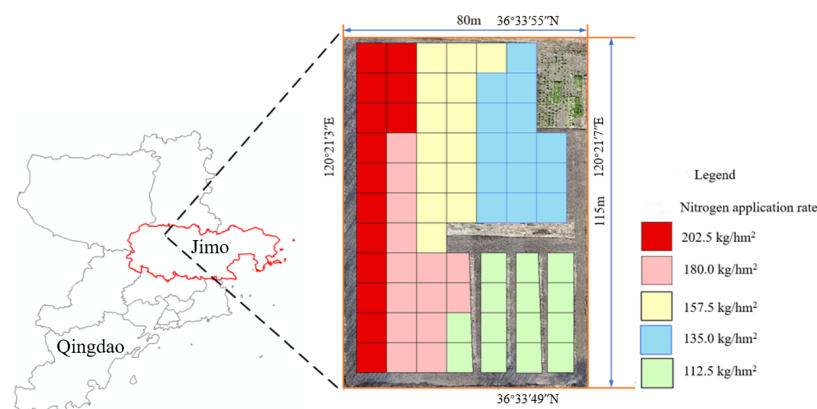 80m 36°33′55″N
120°21′3″E
120°21′7″E
115m
Legend
Nitrogen application rate
Jimo
202.5 kg/hm²
180.0 kg/hm²
157.5 kg/hm²
Qingdao
135.0 kg/hm²
112.5 kg/hm²
36°33′49″N